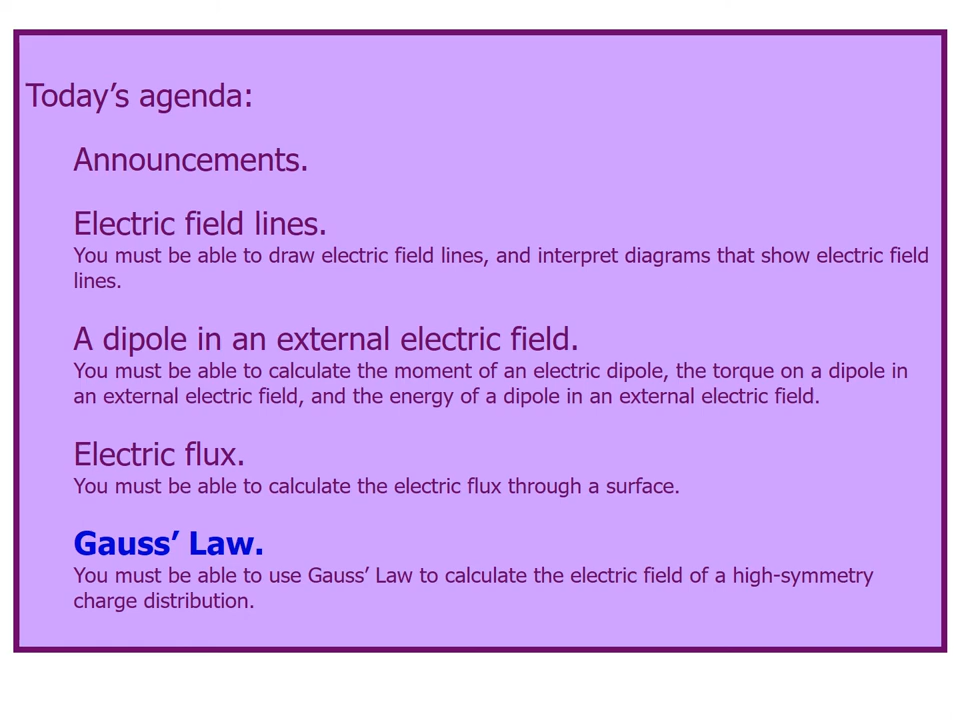 Today’s agenda:
Announcements.
Electric field lines.
You must be able to draw electric field lines, and interpret diagrams that show electric field
lines.
A dipole in an external electric field.
You must be able to calculate the moment of an electric dipole, the torque on a dipole in
an external electric field, and the energy of a dipole in an external electric field.
Electric flux.
You must be able to calculate the electric flux through a surface.
Gauss’ Law.
You must be able to use Gauss’ Law to calculate the electric field of a high-symmetry
charge distribution.